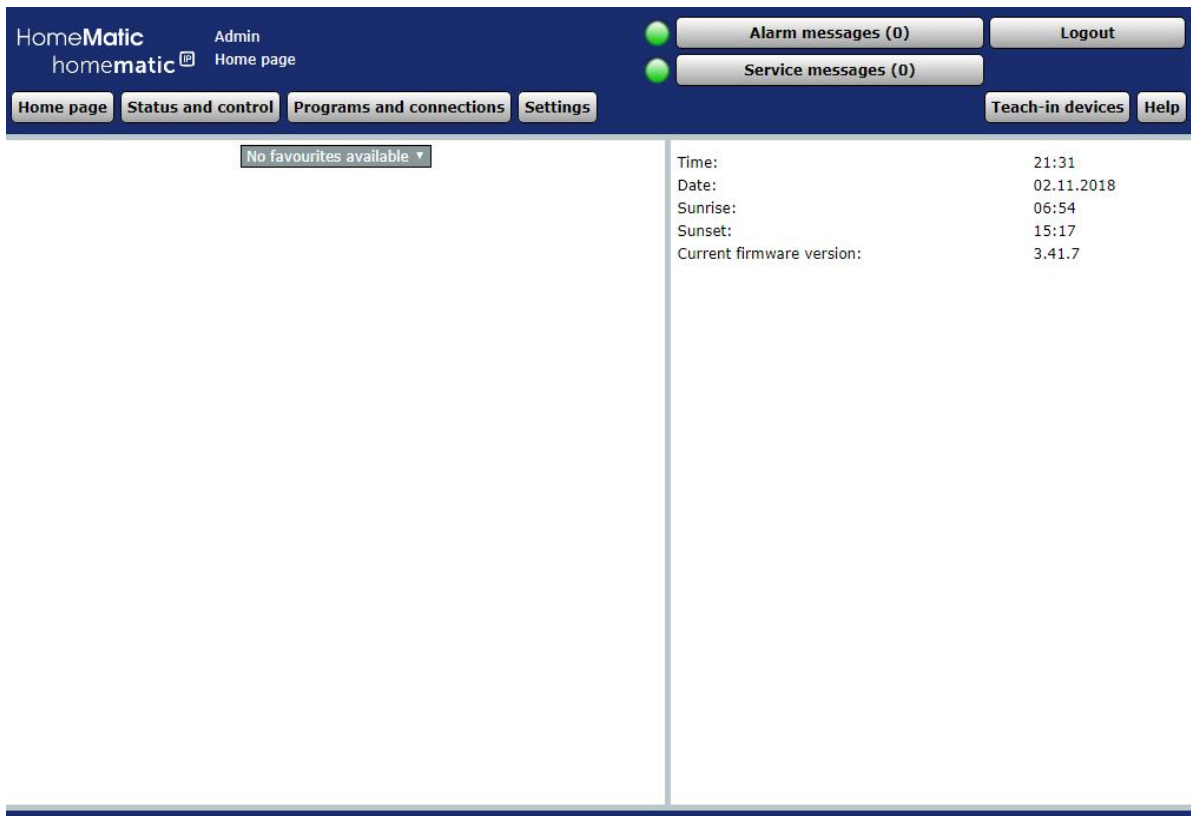 HomeMatic
homematic IP
Admin
Home page
Alarm messages (0)
Logout
Service messages (0)
Home page
Status and control
Programs and connections
Settings
Teach-in devices
Help
No favourites available
Time: 21:31
Date: 02.11.2018
Sunrise: 06:54
Sunset: 15:17
Current firmware version: 3.41.7